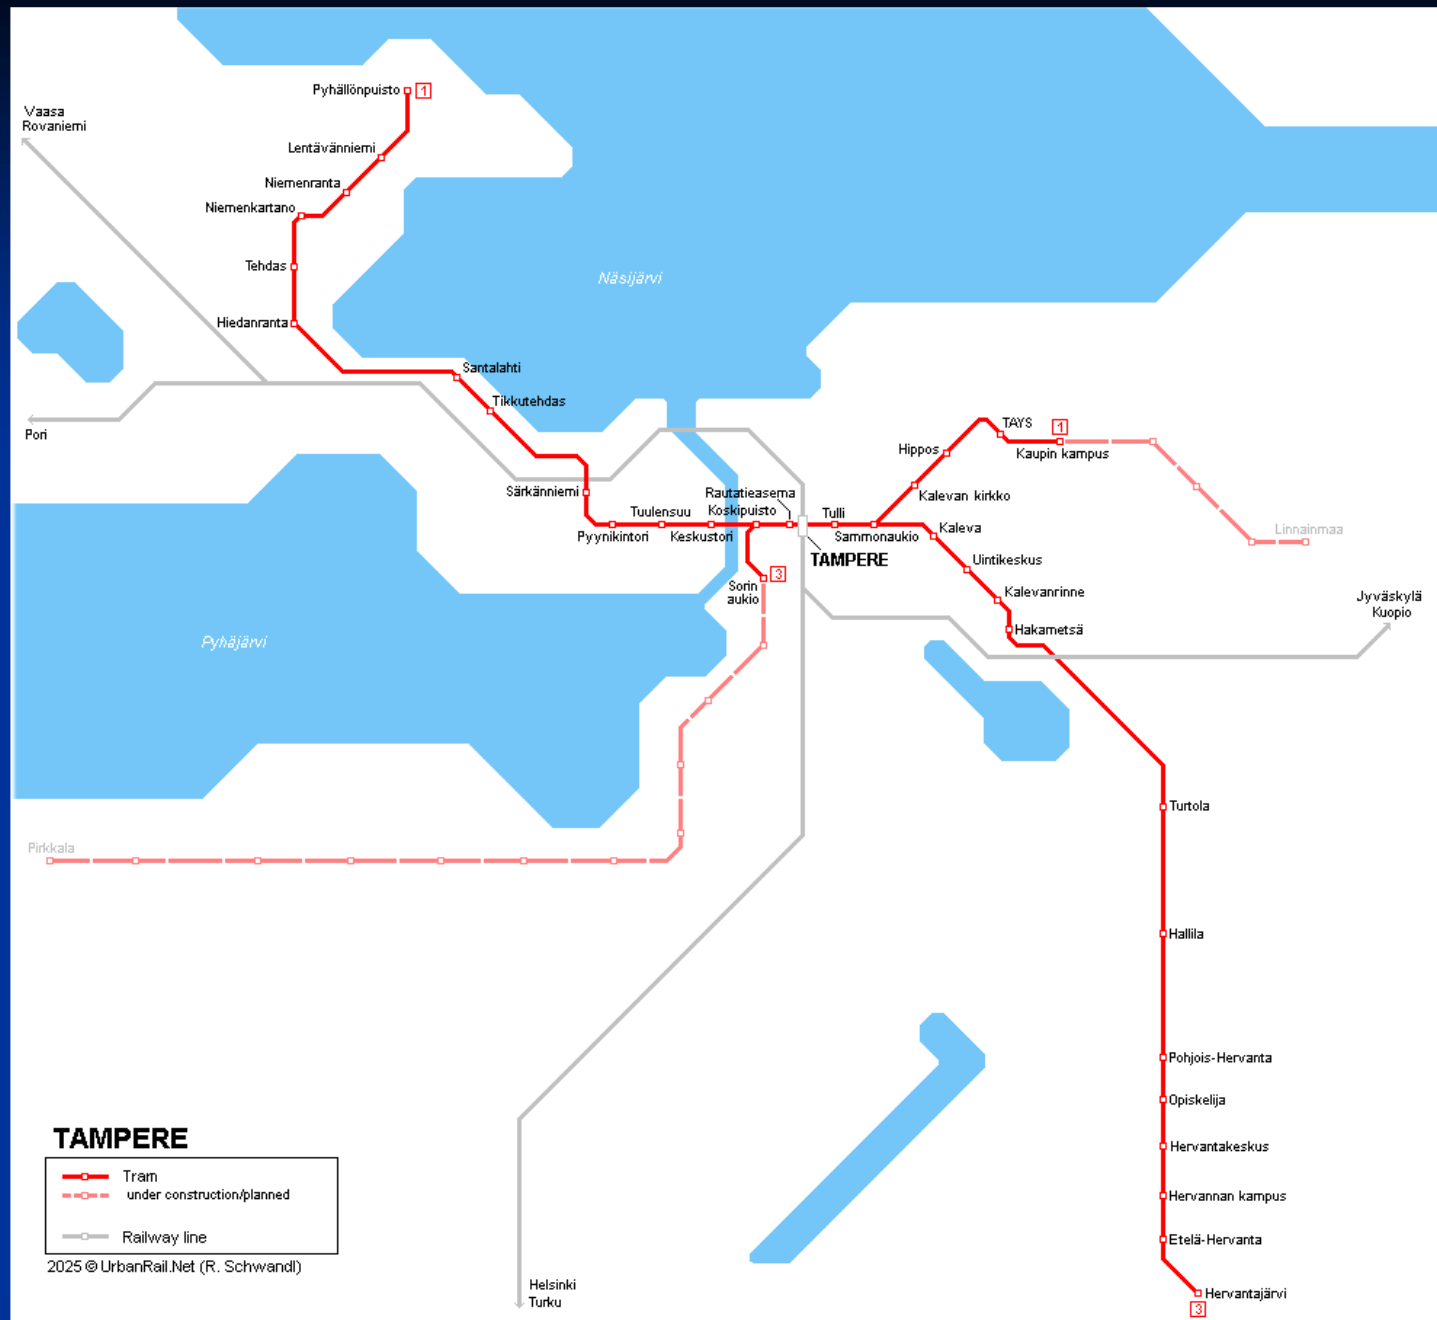 Pyhällönpuisto
1
Vaasa
Rovaniemi
Lentävänniemi
Niemenranta
Niemenkartano
Tehdas
Näsijärvi
Hiedanranta
Santalahti
Tikkutehdas
Pori
TAYS
1
Hippos
Kaupin kampus
Särkänniemi
Rautatieasema
Kalevan kirkko
Tuulensuu
Koskipuisto
Tulli
Pyynikintori
Keskustori
Sammonaukio
Kaleva
Linnainmaa
TAMPERE
Uintikeskus
3
Sorin
aukio
Kalevanrinne
Jyväskylä
Kuopio
Hakametsä
Pyhäjärvi
Turtola
Pirkkala
Hallila
Pohjois-Hervanta
Opiskelija
Hervantakeskus
Hervannan kampus
Etelä-Hervanta
Hervantajärvi
3
TAMPERE
Tram
under construction/planned
Railway line
2025 © UrbanRail.Net (R. Schwandl)
Helsinki
Turku